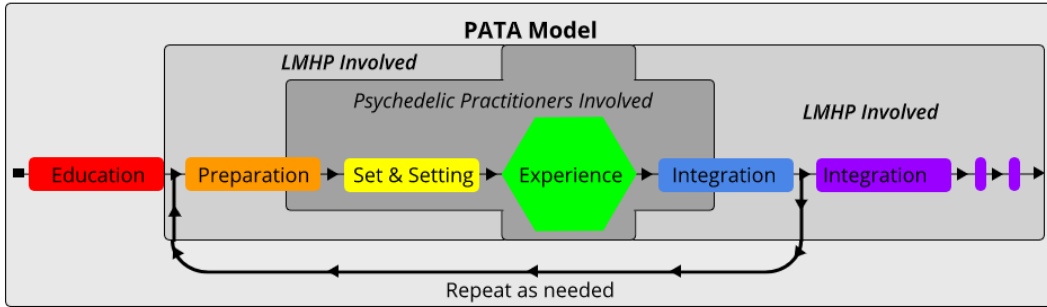 PATA Model
LMHP Involved
Psychedelic Practitioners Involved
LMHP Involved
Education
Preparation
Set & Setting
Experience
Integration
Integration
Repeat as needed